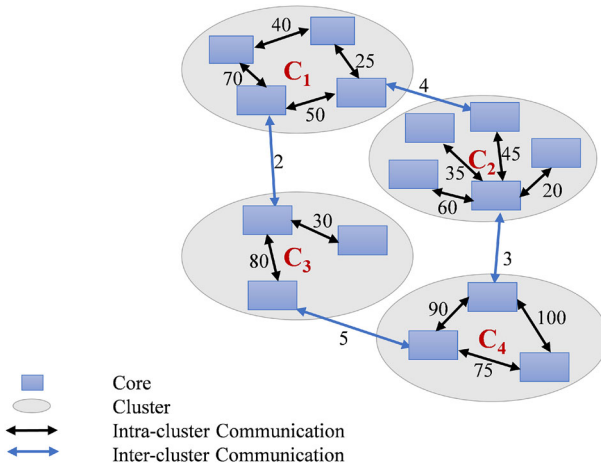 40
25
70
C1
50
4
2
C2
35
45
20
60
30
80
C3
3
5
90
100
C4
75
Core
Cluster
Intra-cluster Communication
Inter-cluster Communication